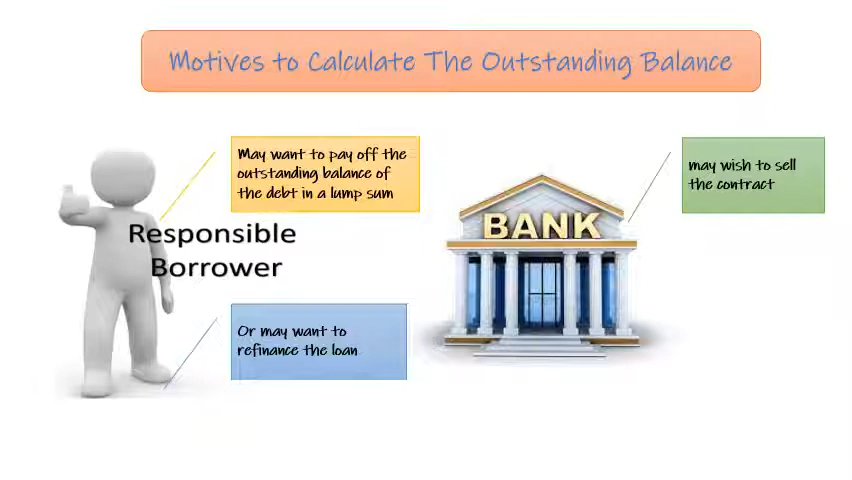 Motives to Calculate The Outstanding Balance
May want to pay off the
outstanding balance of
the debt in a lump sum
Responsible
Borrower
Or may want to
refinance the loan
BANK
may wish to sell
the contract